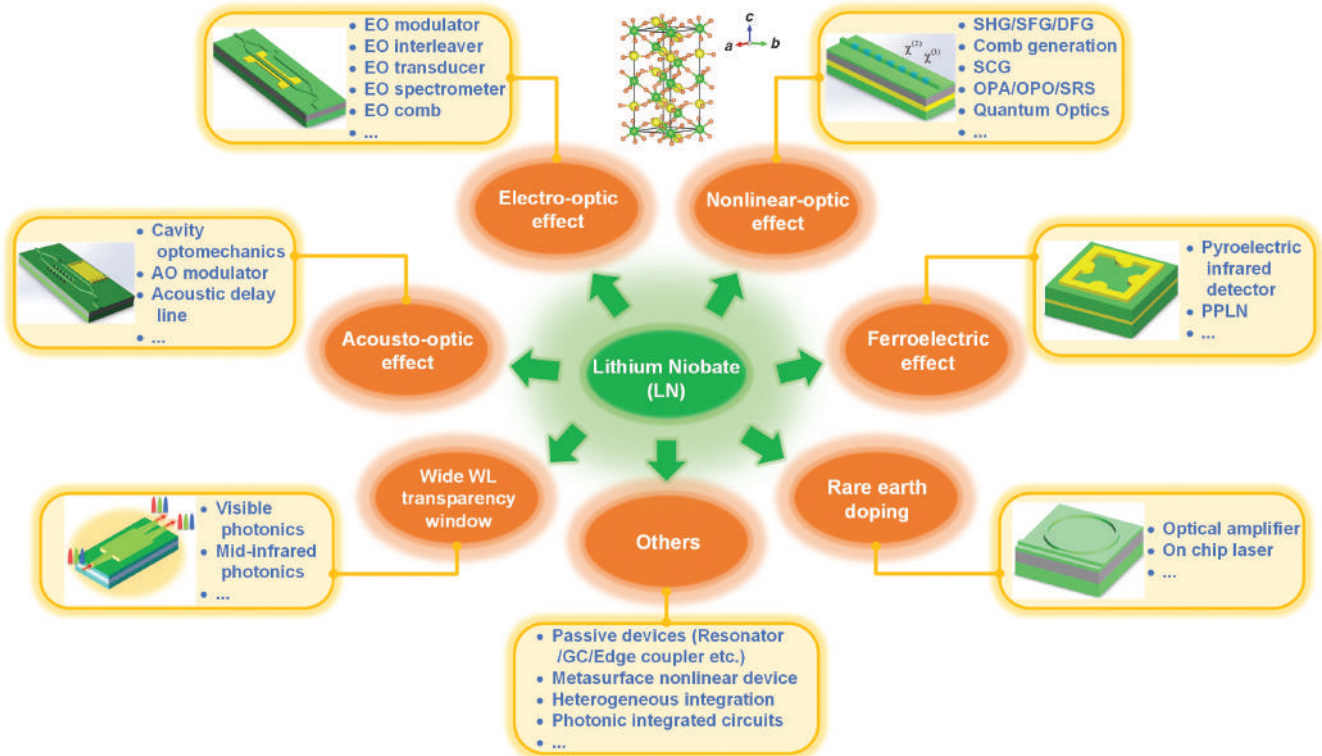 • EO modulator
• EO interleaver
• EO transducer
• EO spectrometer
• EO comb
• ...
c
a
b
χ(2)
χ(3)
• SHG/SFG/DFG
• Comb generation
• SCG
• OPA/OPO/SRS
• Quantum Optics
• ...
Electro-optic
effect
Nonlinear-optic
effect
• Cavity
optomechanics
• AO modulator
• Acoustic delay
line
• ...
Acousto-optic
effect
Lithium Niobate
(LN)
Ferroelectric
effect
• Pyroelectric
infrared
detector
• PPLN
• ...
Wide WL
transparency
window
Others
Rare earth
doping
• Visible
photonics
• Mid-infrared
photonics
• ...
• Optical amplifier
• On chip laser
• ...
• Passive devices (Resonator
/GC/Edge coupler etc.)
• Metasurface nonlinear device
• Heterogeneous integration
• Photonic integrated circuits
• ...